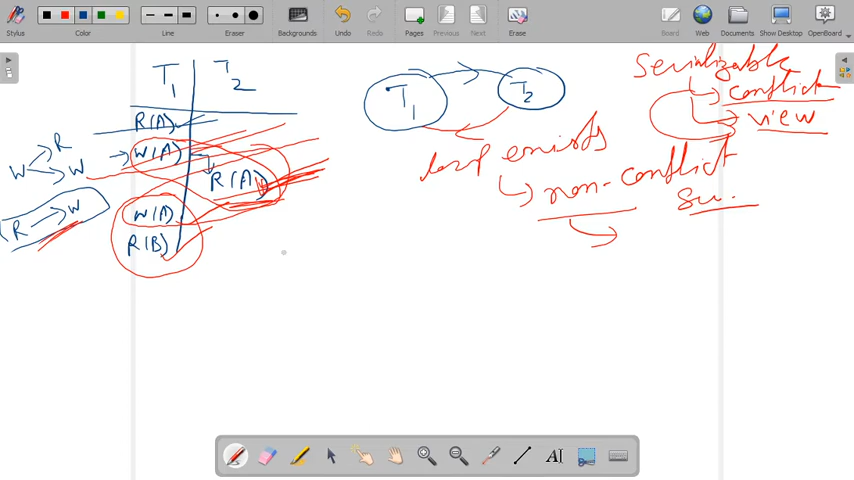 Color
Line
Eraser
Backgrounds
Undo
Redo
Pages
Previous
Next
Erase
Board
Web
Documents
Show Desktop
OpenBoard
Stylus
T1 T2
R(A)
W(A)
R(A)
W(A)
R(B)
W R
W
R W
T1 T2
loop exists
non-conflict
Su.
Serializable
conflict
view